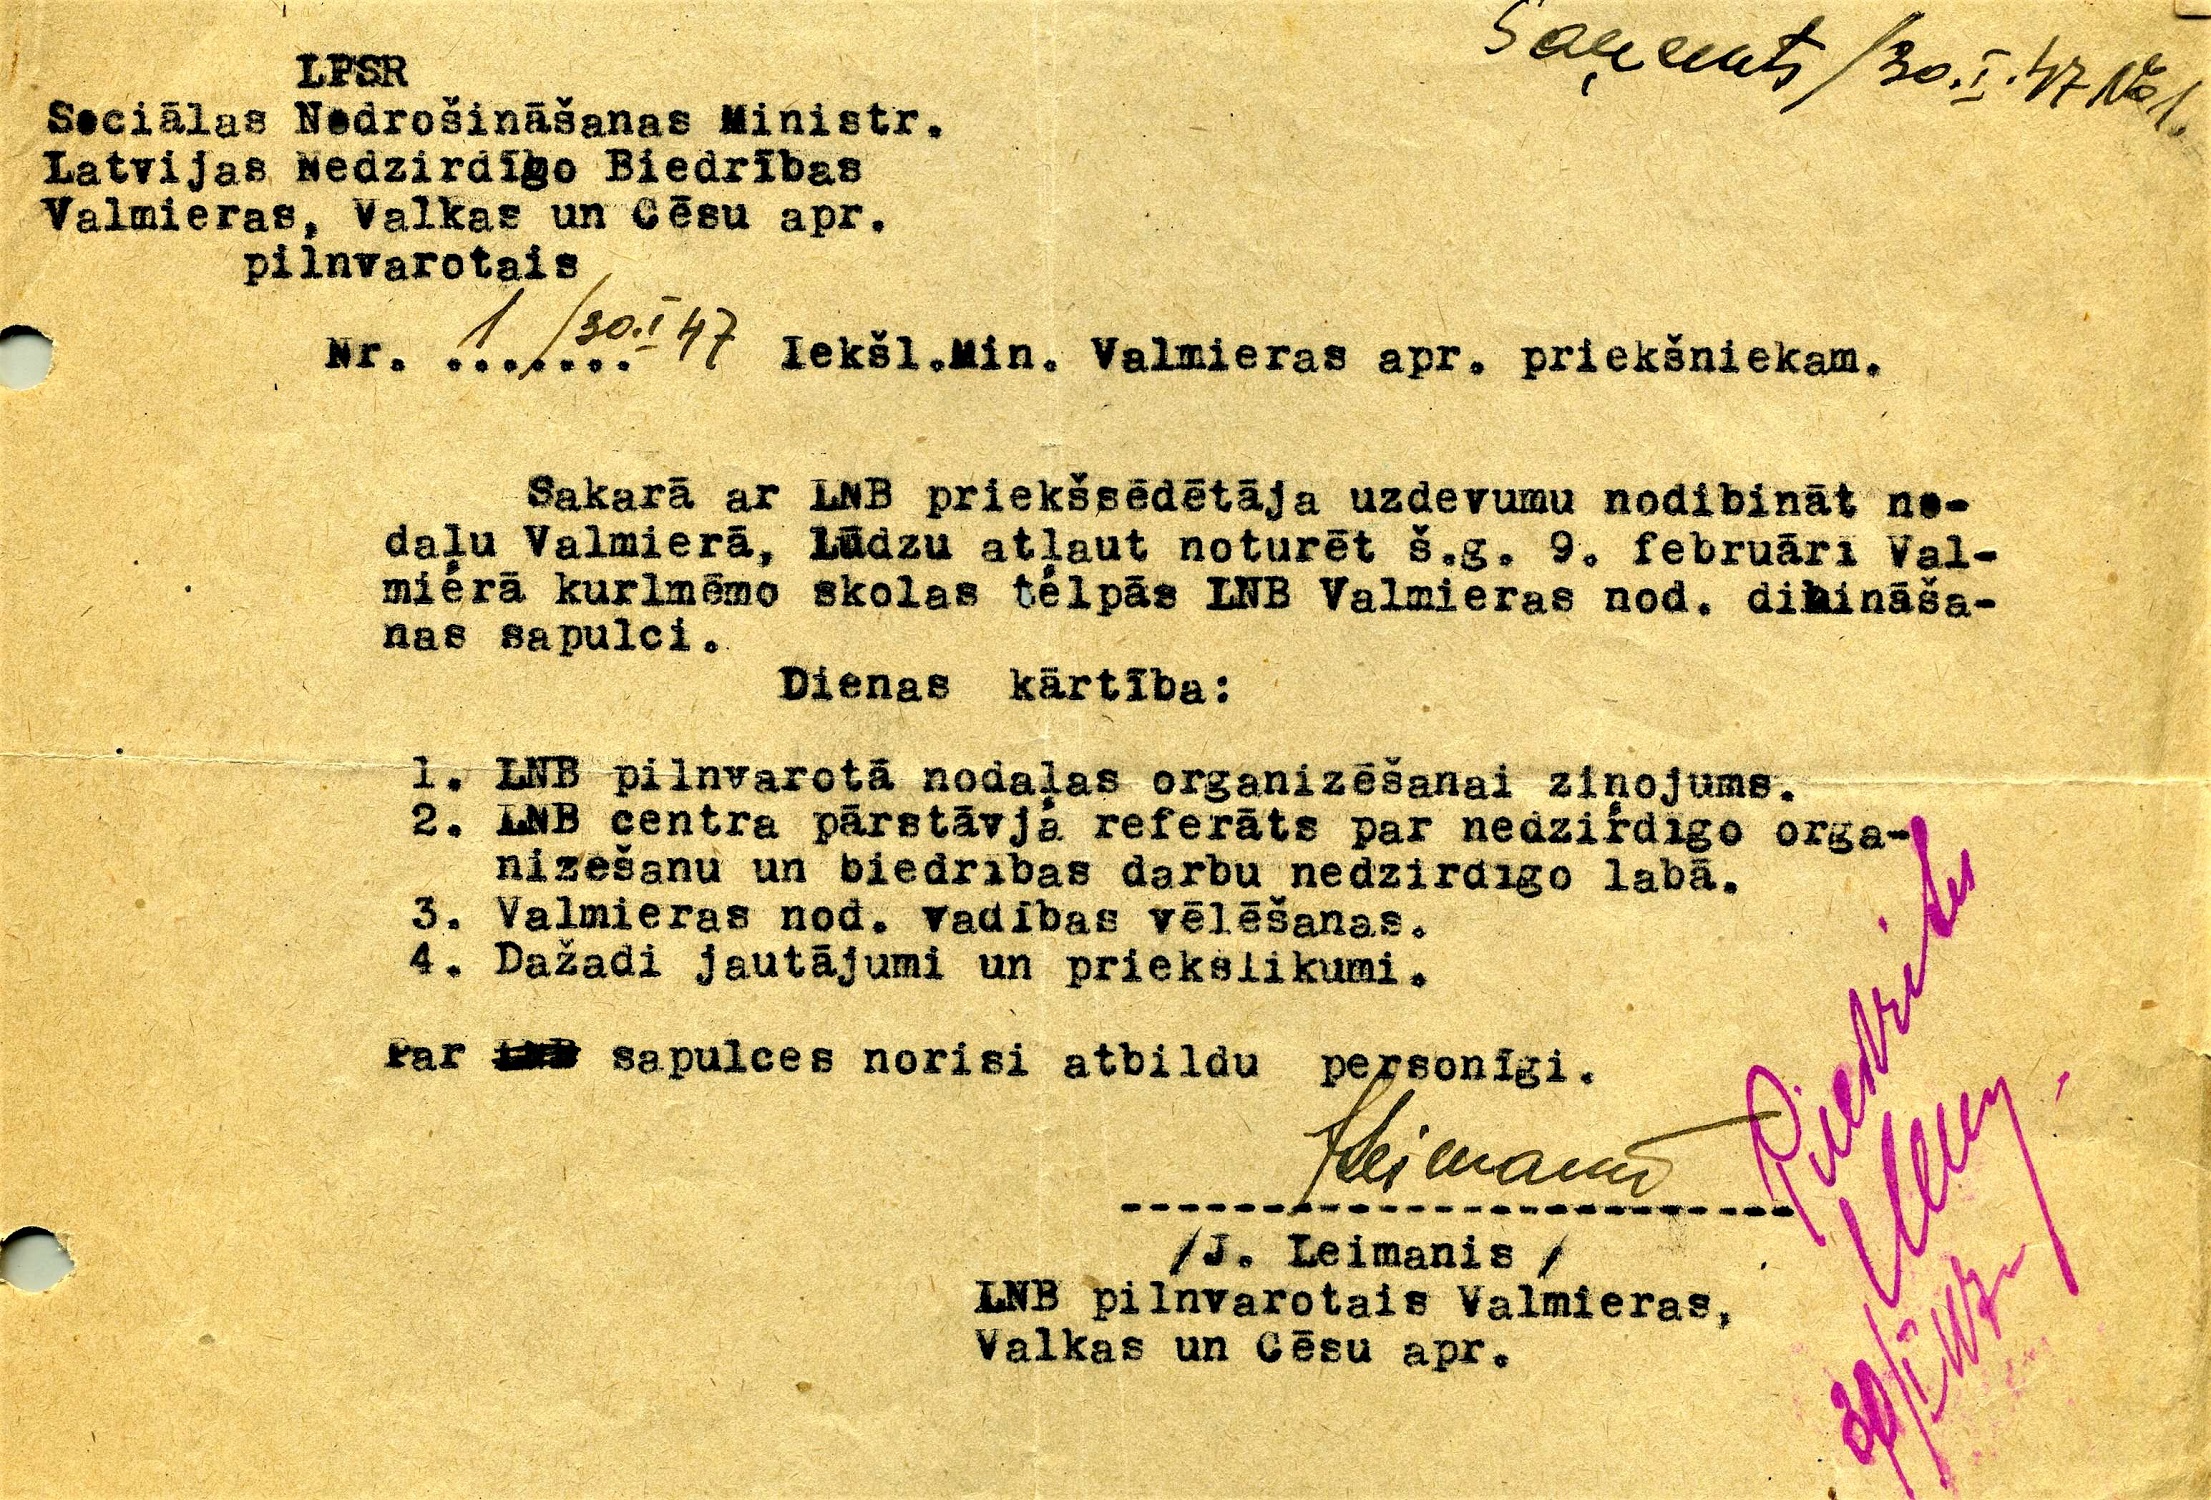 Saņemts /30.I.47 № 1.
LPSR
Sociālas Nodrošināšanas Ministr.
Latvijas Nedzirdīgo Biedrības
Valmieras, Valkas un Cēsu apr.
pilnvarotais
Nr. 1 /30.I 47 Iekšl.Min. Valmieras apr. priekšniekam.
Sakarā ar LNB priekšsēdētāja uzdevumu nodibināt no-
daļu Valmierā, Lūdzu atļaut noturēt š.g. 9. februārī Val-
mierā kurlmēmo skolas telpās LNB Valmieras nod. dibināša-
nas sapulci.
Dienas kārtība:
1. LNB pilnvarotā nodaļas organizēšanai ziņojums.
2. LNB centra pārstāvja referāts par nedzirdīgo orga-
nizešanu un biedrības darbu nedzirdīgo labā.
3. Valmieras nod. vadības vēlēšanas.
4. Dažadi jautājumi un priekslikumi.
Par sapulces norisi atbildu personīgi.
JLeimanis
/J. Leimanis /
LNB pilnvarotais Valmieras,
Valkas un Cēsu apr.